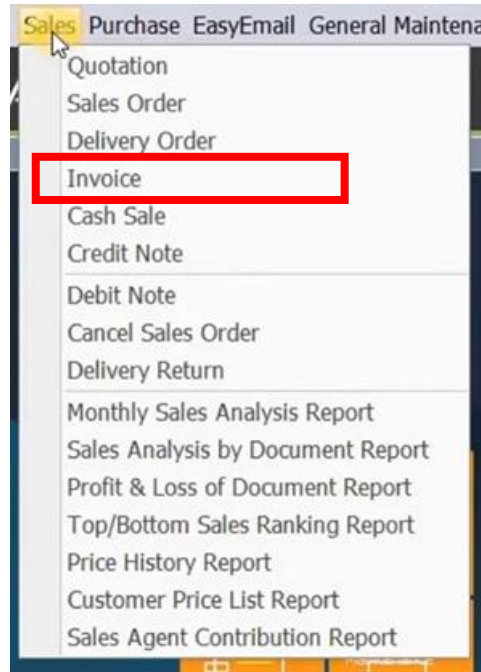 Sales Purchase EasyEmail General Maintena
Quotation
Sales Order
Delivery Order
Invoice
Cash Sale
Credit Note
Debit Note
Cancel Sales Order
Delivery Return
Monthly Sales Analysis Report
Sales Analysis by Document Report
Profit & Loss of Document Report
Top/Bottom Sales Ranking Report
Price History Report
Customer Price List Report
Sales Agent Contribution Report